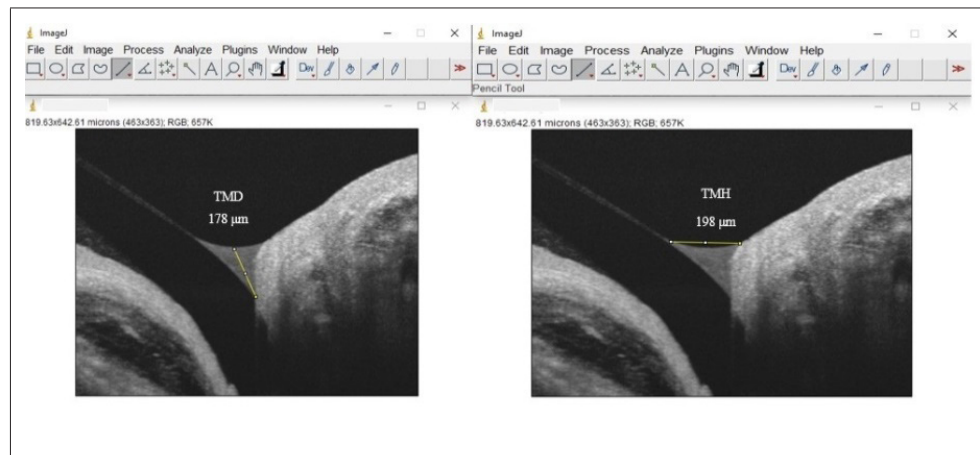 ImageJ
File Edit Image Process Analyze Plugins Window Help
A Dev
819.63x642.61 microns (463x363); RGB; 657K
TMD
178 μm
ImageJ
File Edit Image Process Analyze Plugins Window Help
A Dev
Pencil Tool
819.63x642.61 microns (463x363); RGB; 657K
TMH
198 μm